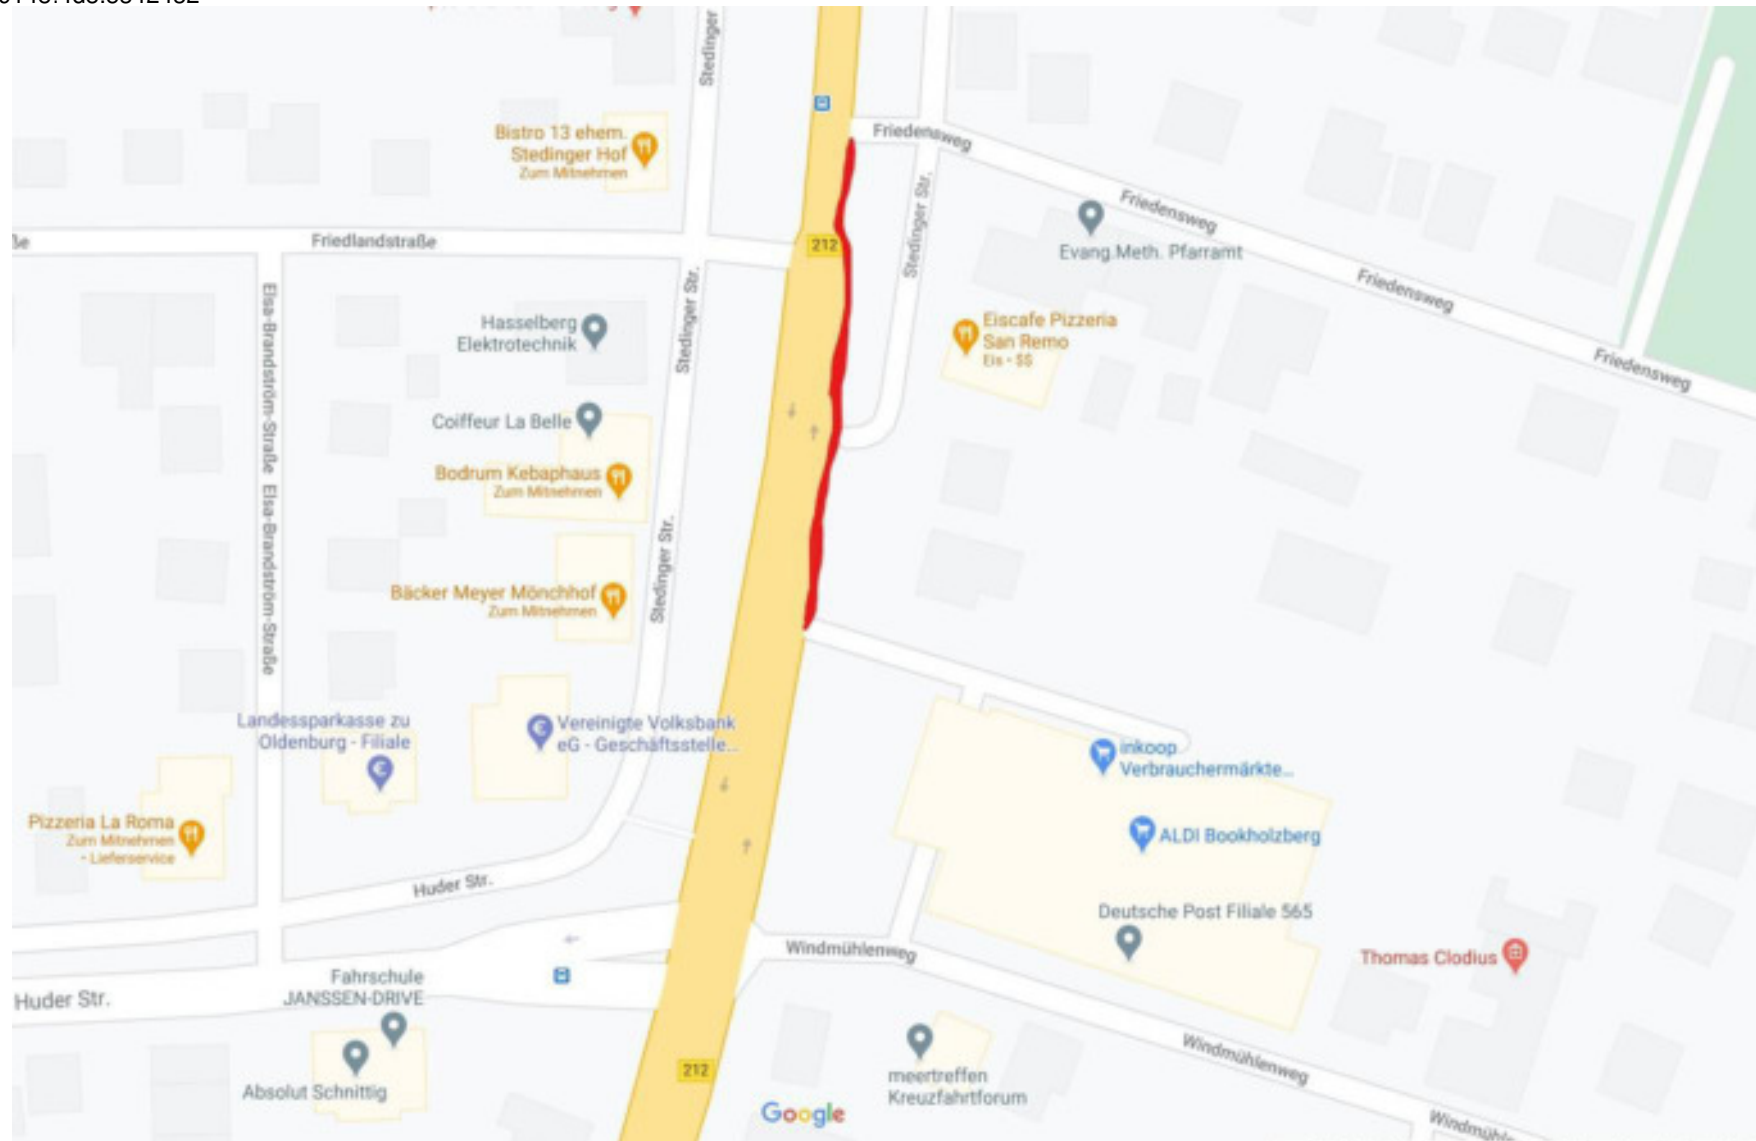 Stedinger
Friedensweg
Bistro 13 ehem.
Stedinger Hof
Zum Mitnehmen
Stedinger Str.
Friedensweg
Evang.Meth. Pfarramt
ße
Friedlandstraße
212
Friedensweg
Stedinger Str.
Hasselberg
Elektrotechnik
Eiscafe Pizzeria
San Remo
Eis - $$
Friedensweg
Elsa-Brandström-Straße
Coiffeur La Belle
Bodrum Kebaphaus
Zum Mitnehmen
Elsa-Brandström-Straße
Stedinger Str.
Bäcker Meyer Mönchhof
Zum Mitnehmen
Landessparkasse zu
Oldenburg - Filiale
Vereinigte Volksbank
eG - Geschäftsstelle...
inkoop
Verbrauchermärkte...
Pizzeria La Roma
Zum Mitnehmen
- Lieferservice
ALDI Bookholzberg
Huder Str.
Deutsche Post Filiale 565
Windmühlenweg
Thomas Clodius
Fahrschule
JANSSEN-DRIVE
Huder Str.
Windmühlenweg
212
meertreffen
Kreuzfahrtforum
Absolut Schnittig
Google
Windmühle